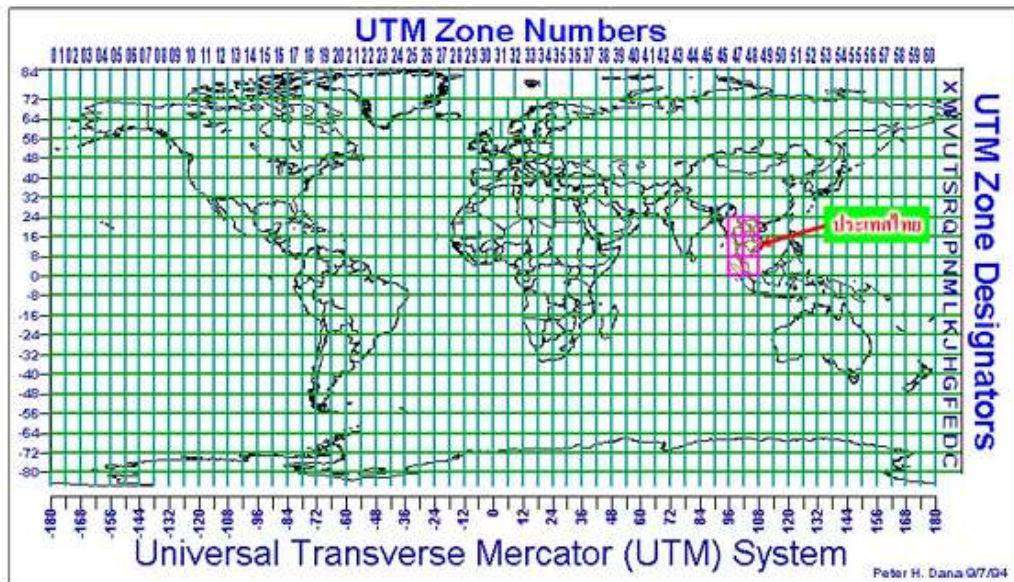 UTM Zone Numbers
01 02 03 04 05 06 07 08 09 10 11 12 13 14 15 16 17 18 19 20 21 22 23 24 25 26 27 28 29 30 31 32 33 34 35 36 37 38 39 40 41 42 43 44 45 46 47 48 49 50 51 52 53 54 55 56 57 58 59 60
84
72
64
56
48
40
32
24
16
8
0
-8
-16
-24
-32
-40
-48
-56
-64
-72
-80
ประเทศไทย
X
W
V
U
T
S
R
Q
P
N
M
L
K
J
H
G
F
E
D
C
UTM Zone Designators
-180 -168 -156 -144 -132 -120 -108 -96 -84 -72 -60 -48 -36 -24 -12 0 12 24 36 48 60 72 84 96 108 120 132 144 156 168 180
Universal Transverse Mercator (UTM) System
Peter H. Dana 9/7/94